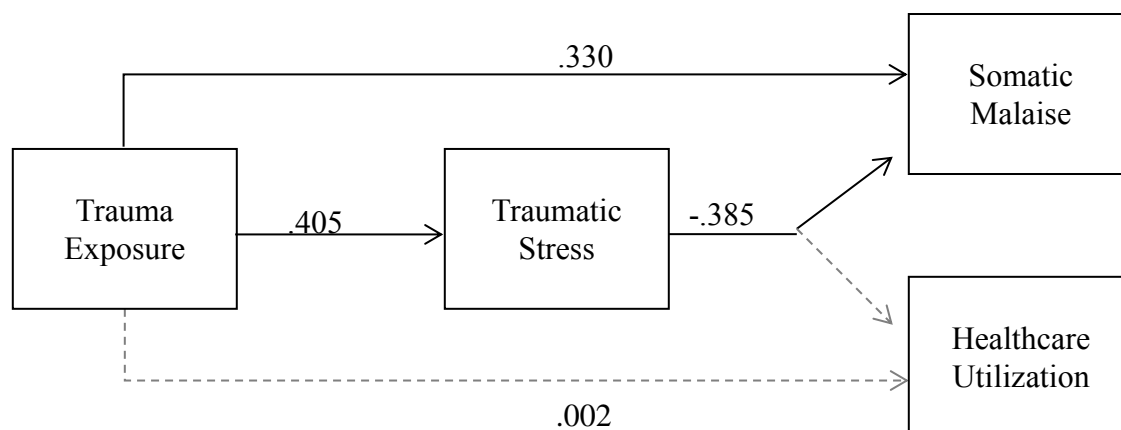 .330
Somatic
Malaise
Trauma
Exposure
.405
Traumatic
Stress
-.385
Healthcare
Utilization
.002